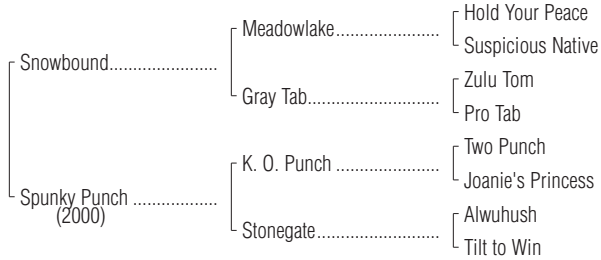 Hold Your Peace
Meadowlake....................
Suspicious Native
Snowbound.....................
Zulu Tom
Gray Tab.........................
Pro Tab
Two Punch
K. O. Punch ....................
Joanie's Princess
Spunky Punch ................
(2000)
Alwuhush
Stonegate.......................
Tilt to Win